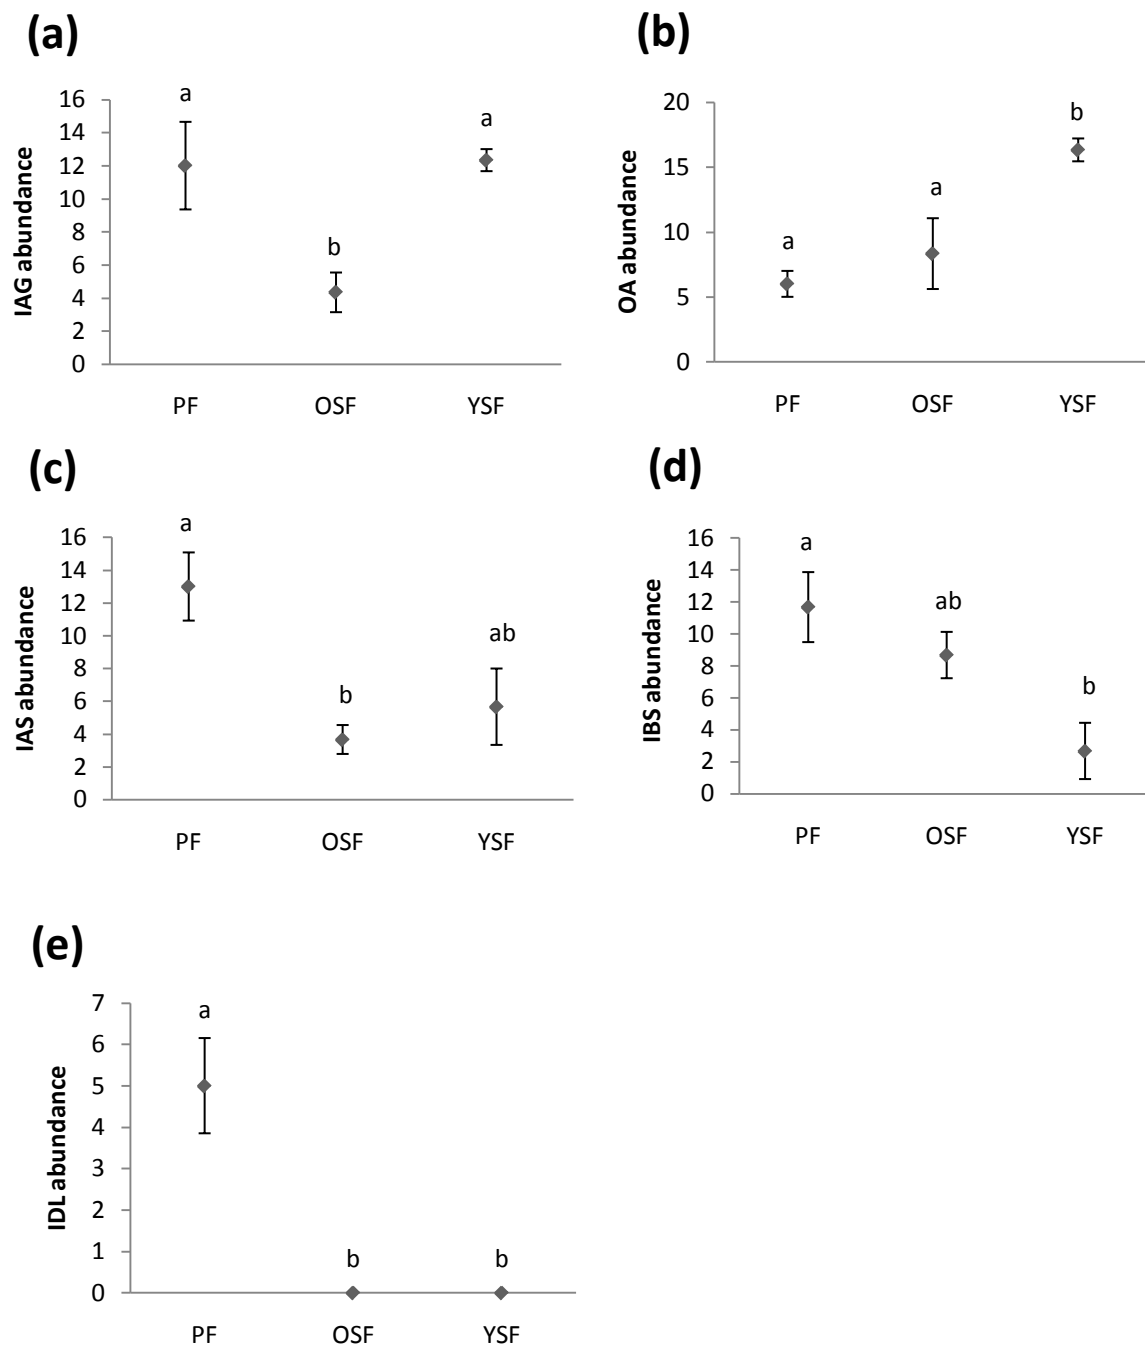 (a)
IAG abundance
16
14
12
10
8
6
4
2
0
a
b
a
PF OSF YSF
(b)
OA abundance
20
15
10
5
0
a
a
b
PF OSF YSF
(c)
IAS abundance
16
14
12
10
8
6
4
2
0
a
b
ab
PF OSF YSF
(d)
IBS abundance
16
14
12
10
8
6
4
2
0
a
ab
b
PF OSF YSF
(e)
IDL abundance
7
6
5
4
3
2
1
0
a
b
b
PF OSF YSF